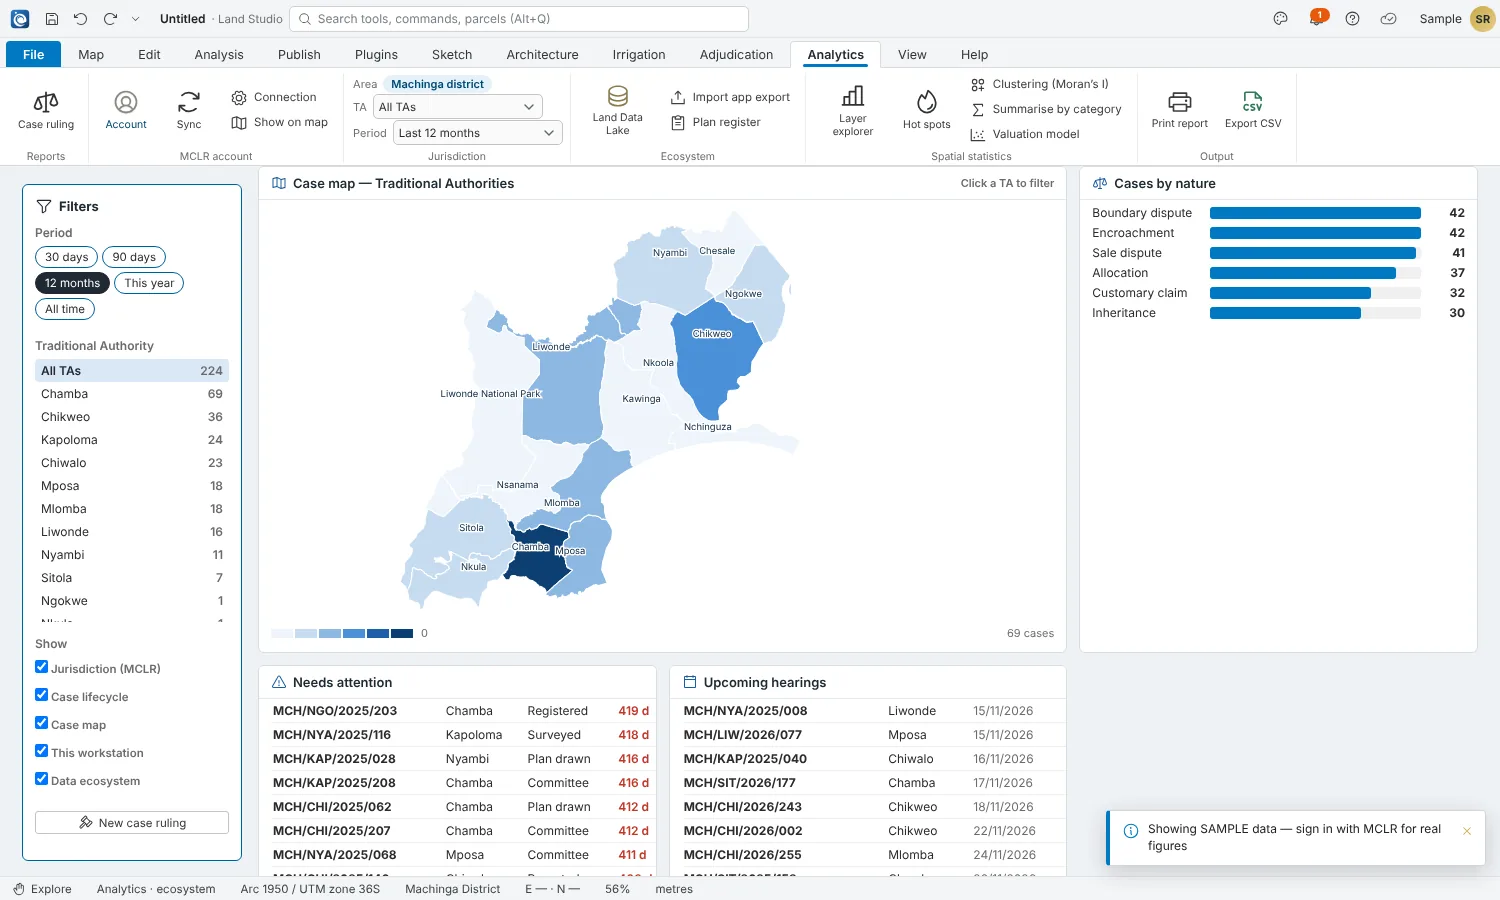 Untitled · Land Studio
Search tools, commands, parcels (Alt+Q)
1
Sample
SR
File
Map
Edit
Analysis
Publish
Plugins
Sketch
Architecture
Irrigation
Adjudication
Analytics
View
Help
Case ruling
Reports
Account
Sync
Connection
Show on map
MCLR account
Area
Machinga district
TA
All TAs
Period
Last 12 months
Jurisdiction
Land Data
Lake
Import app export
Plan register
Ecosystem
Layer
explorer
Hot spots
Clustering (Moran's I)
Summarise by category
Valuation model
Spatial statistics
Print report
CSV
Export CSV
Output
Filters
Period
30 days
90 days
12 months
This year
All time
Traditional Authority
All TAs 224
Chamba 69
Chikweo 36
Kapoloma 24
Chiwalo 23
Mposa 18
Mlomba 18
Liwonde 16
Nyambi 11
Sitola 7
Ngokwe 1
Show
Jurisdiction (MCLR)
Case lifecycle
Case map
This workstation
Data ecosystem
New case ruling
Case map — Traditional Authorities
Click a TA to filter
Nyambi
Chesale
Ngokwe
Chikweo
Liwonde
Nkoola
Liwonde National Park
Kawinga
Nchinguza
Nsanama
Mlomba
Sitola
Chamba
Mposa
Nkula
0
69 cases
Cases by nature
Boundary dispute 42
Encroachment 42
Sale dispute 41
Allocation 37
Customary claim 32
Inheritance 30
Needs attention
MCH/NGO/2025/203 Chamba Registered 419 d
MCH/NYA/2025/116 Kapoloma Surveyed 418 d
MCH/KAP/2025/028 Nyambi Plan drawn 416 d
MCH/KAP/2025/208 Chamba Committee 416 d
MCH/CHI/2025/062 Chamba Plan drawn 412 d
MCH/CHI/2025/207 Chamba Committee 412 d
MCH/NYA/2025/068 Mposa Committee 411 d
Upcoming hearings
MCH/NYA/2025/008 Liwonde 15/11/2026
MCH/LIW/2026/077 Mposa 15/11/2026
MCH/KAP/2025/040 Chiwalo 16/11/2026
MCH/SIT/2026/177 Chamba 17/11/2026
MCH/CHI/2026/243 Chikweo 18/11/2026
MCH/CHI/2026/002 Chikweo 22/11/2026
MCH/CHI/2026/255 Mlomba 24/11/2026
Showing SAMPLE data — sign in with MCLR for real
figures
Explore
Analytics · ecosystem
Arc 1950 / UTM zone 36S
Machinga District
E — · N —
56%
metres